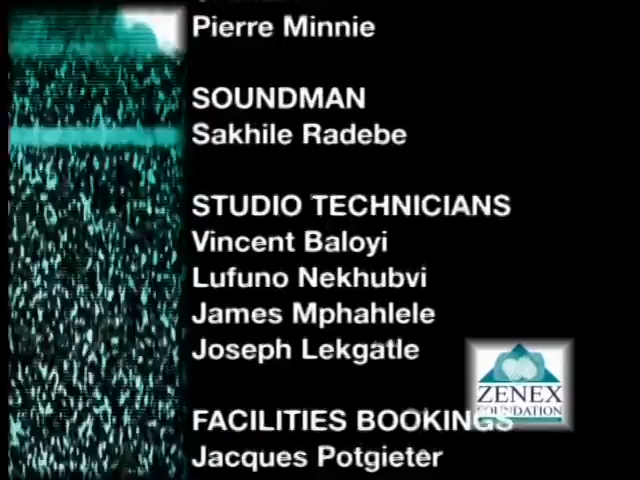 Pierre Minnie
SOUNDMAN
Sakhile Radebe
STUDIO TECHNICIANS
Vincent Baloyi
Lufuno Nekhubvi
James Mphahlele
Joseph Lekgatle
ZENEX
FOUNDATION
FACILITIES BOOKINGS
Jacques Potgieter